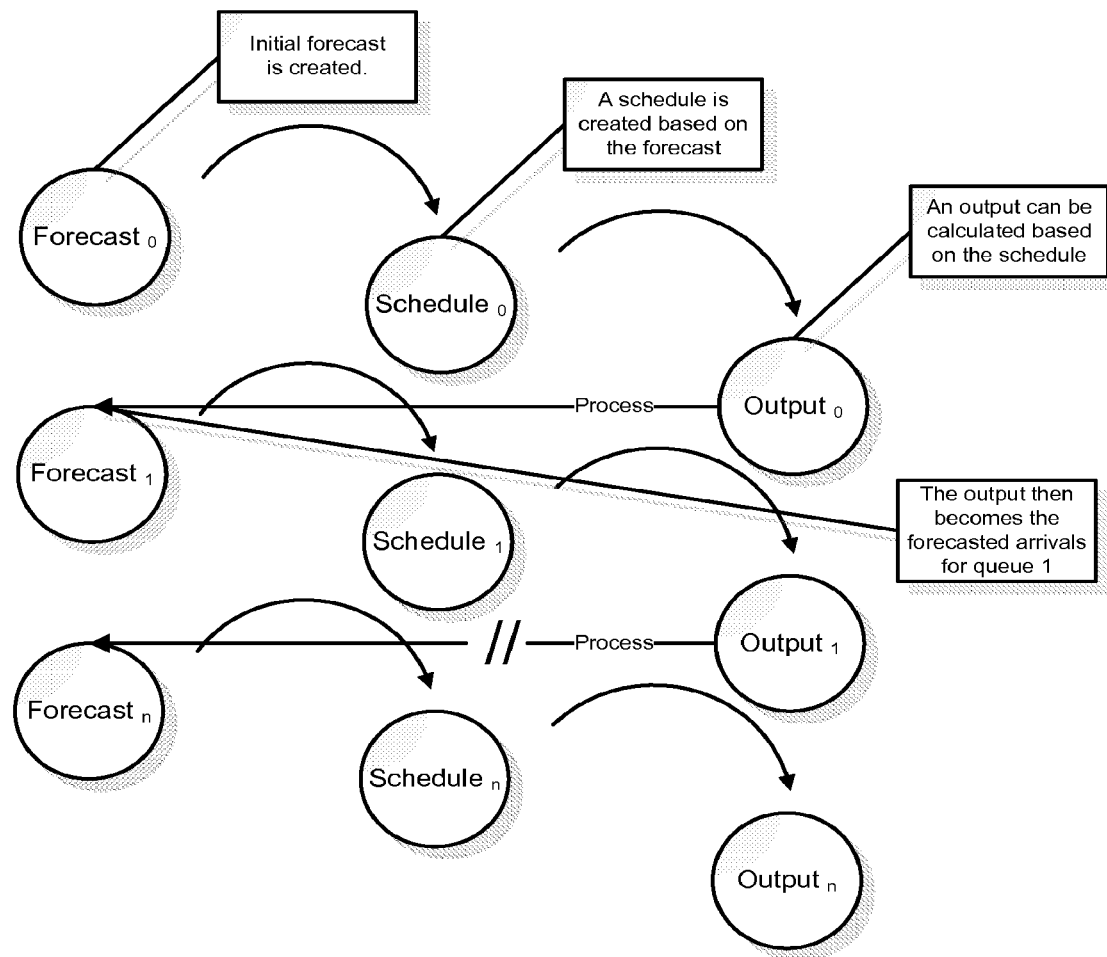 Initial forecast
is created.
A schedule is
created based on
the forecast
An output can be
calculated based
on the schedule
Forecast 0
Schedule 0
Output 0
Process
Forecast 1
Schedule 1
The output then
becomes the
forecasted arrivals
for queue 1
Output 1
Process
Forecast n
Schedule n
Output n